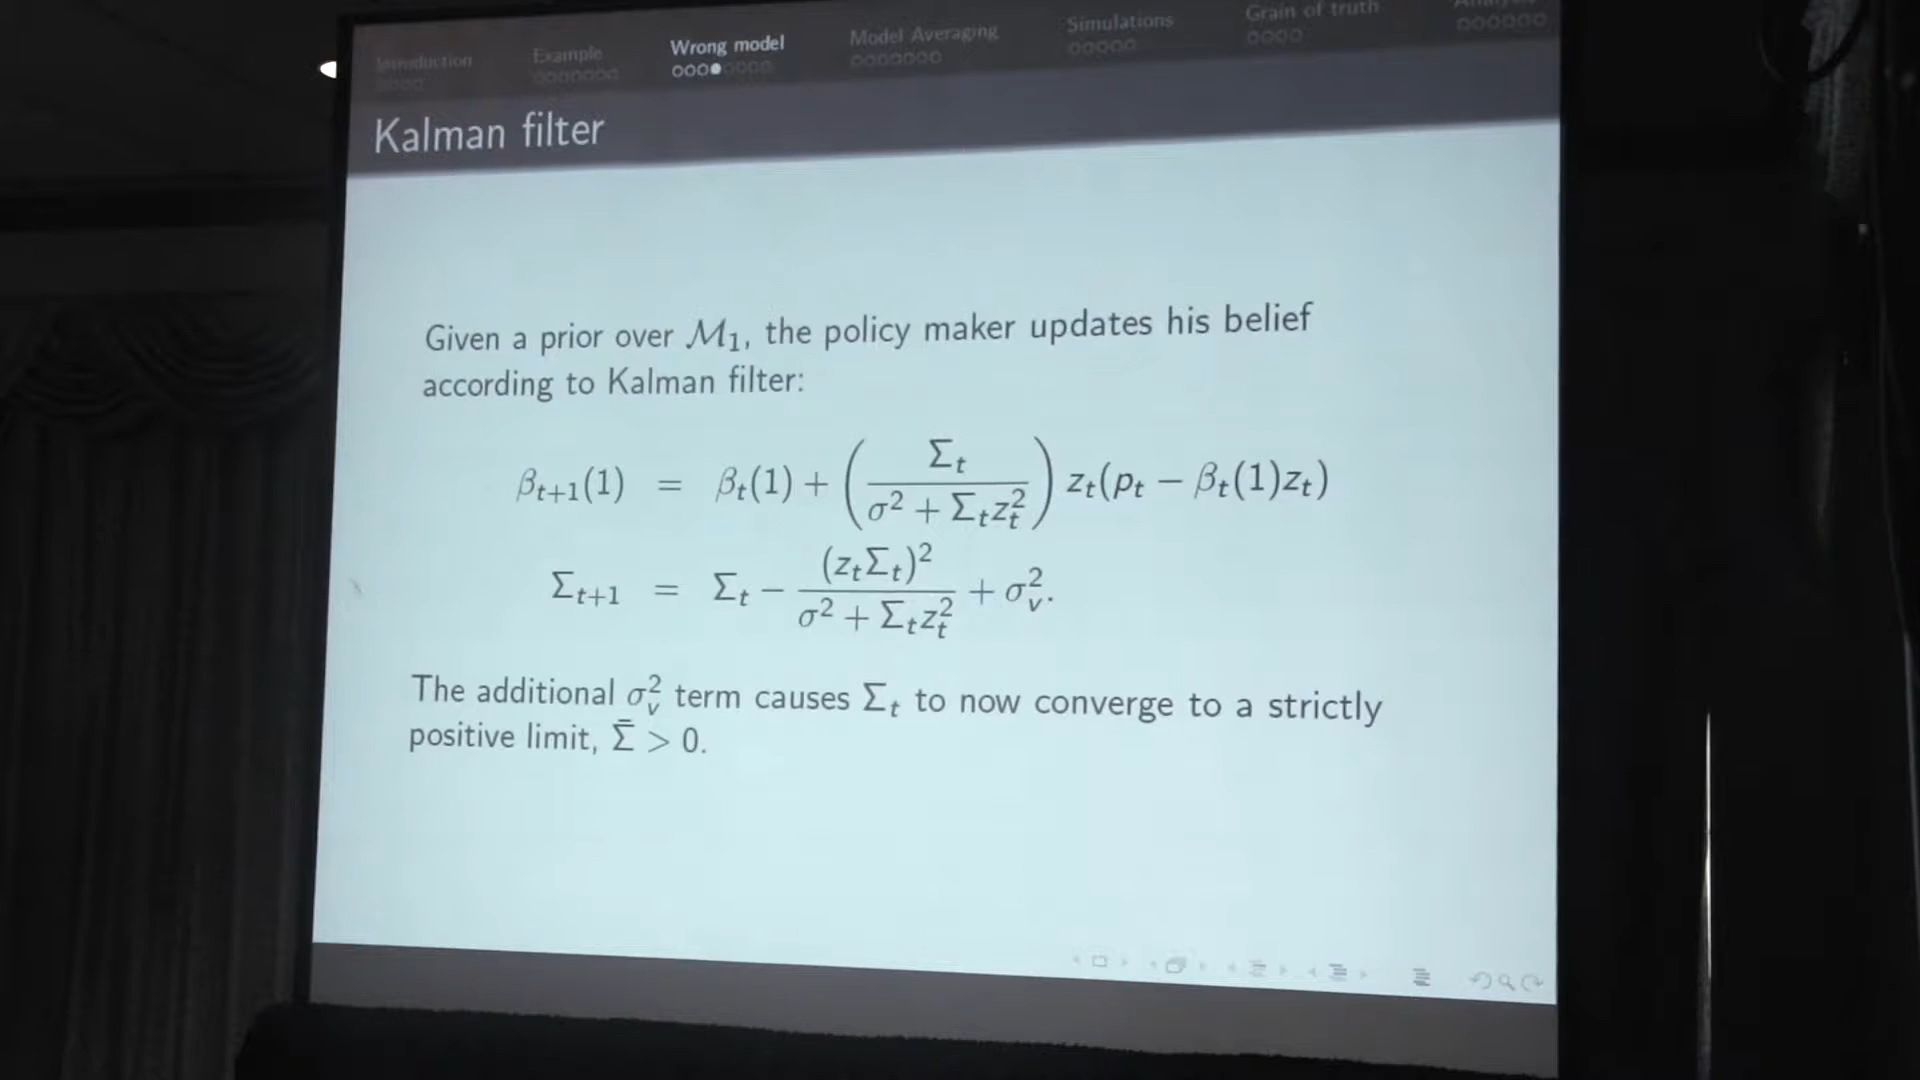 Introduction Example Wrong model Model Averaging Simulations Grain of truth
Kalman filter
Given a prior over ℳ₁, the policy maker updates his belief
according to Kalman filter:
βₜ₊₁(1) = βₜ(1) + (Σₜ / (σ² + Σₜzₜ²)) zₜ(pₜ − βₜ(1)zₜ)
Σₜ₊₁ = Σₜ − (zₜΣₜ)² / (σ² + Σₜzₜ²) + σᵥ².
The additional σᵥ² term causes Σₜ to now converge to a strictly
positive limit, Σ̄ > 0.